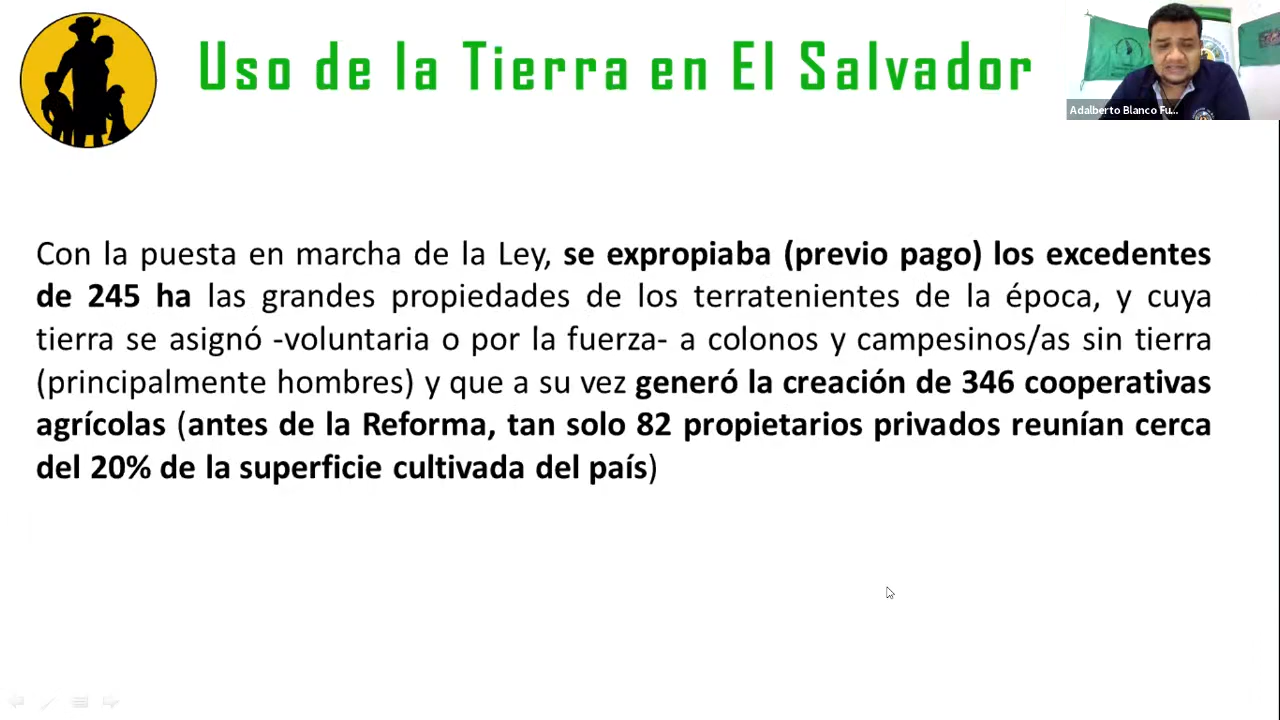 Uso de la Tierra en El Salvador
Adalberto Blanco Fu...
Con la puesta en marcha de la Ley, se expropiaba (previo pago) los excedentes
de 245 ha las grandes propiedades de los terratenientes de la época, y cuya
tierra se asignó -voluntaria o por la fuerza- a colonos y campesinos/as sin tierra
(principalmente hombres) y que a su vez generó la creación de 346 cooperativas
agrícolas (antes de la Reforma, tan solo 82 propietarios privados reunían cerca
del 20% de la superficie cultivada del país)